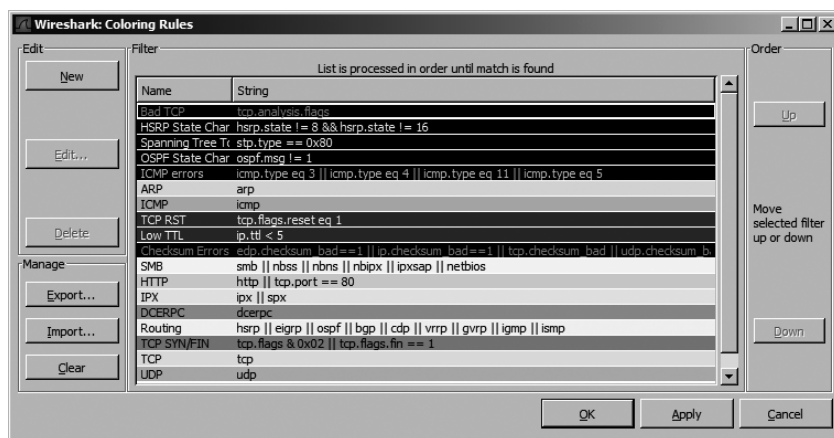 Wireshark: Coloring Rules
Edit
New
Edit...
Delete
Manage
Export...
Import...
Clear
Filter
List is processed in order until match is found
Name String
Bad TCP tcp.analysis.flags
HSRP State Char hsrp.state != 8 && hsrp.state != 16
Spanning Tree To stp.type == 0x80
OSPF State Char ospf.msg != 1
ICMP errors icmp.type eq 3 || icmp.type eq 4 || icmp.type eq 11 || icmp.type eq 5
ARP arp
ICMP icmp
TCP RST tcp.flags.reset eq 1
Low TTL ip.ttl < 5
Checksum Errors edp.checksum_bad==1 || ip.checksum_bad==1 || tcp.checksum_bad || udp.checksum_b
SMB smb || nbss || nbns || nbipx || ipxsap || netbios
HTTP http || tcp.port == 80
IPX ipx || spx
DCERPC dcerpc
Routing hsrp || eigrp || ospf || bgp || cdp || vrrp || gvrp || igmp || ismp
TCP SYN/FIN tcp.flags & 0x02 || tcp.flags.fin == 1
TCP tcp
UDP udp
Order
Up
Move
selected filter
up or down
Down
OK Apply Cancel